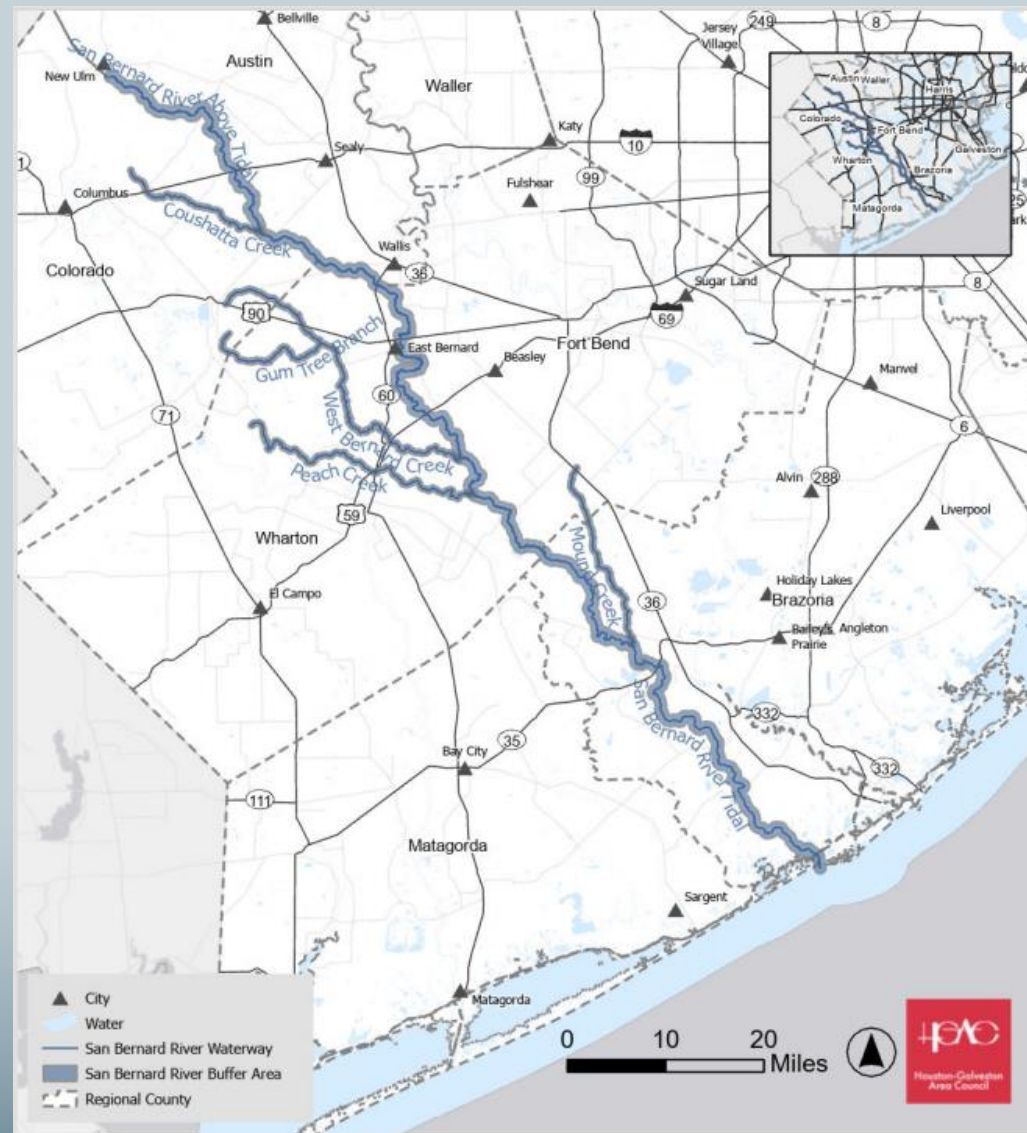 Bellville
249
8
Jersey
Village
San Bernard River Above Tidal
New Ulm
Austin
Waller
Austin
Waller
Harris
Colorado
Fort Bend
Galveston
Wharton
Brazoria
Matagorda
Katy
10
99
Sealy
Columbus
Fulshear
Coushatta Creek
Wallis
36
Colorado
8
Sugar Land
69
90
Gum Tree Branch
East Bernard
Fort Bend
Beasley
Manvel
60
71
West Bernard Creek
6
Peach Creek
Alvin
288
59
Liverpool
Wharton
Mound Creek
Holiday Lakes
El Campo
36
Brazoria
Bailey's
Prairie
Angleton
San Bernard River Tidal
332
Bay City
35
332
111
Matagorda
Sargent
Matagorda
City
Water
San Bernard River Waterway
San Bernard River Buffer Area
Regional County
0 10 20
Miles
Houston-Galveston
Area Council